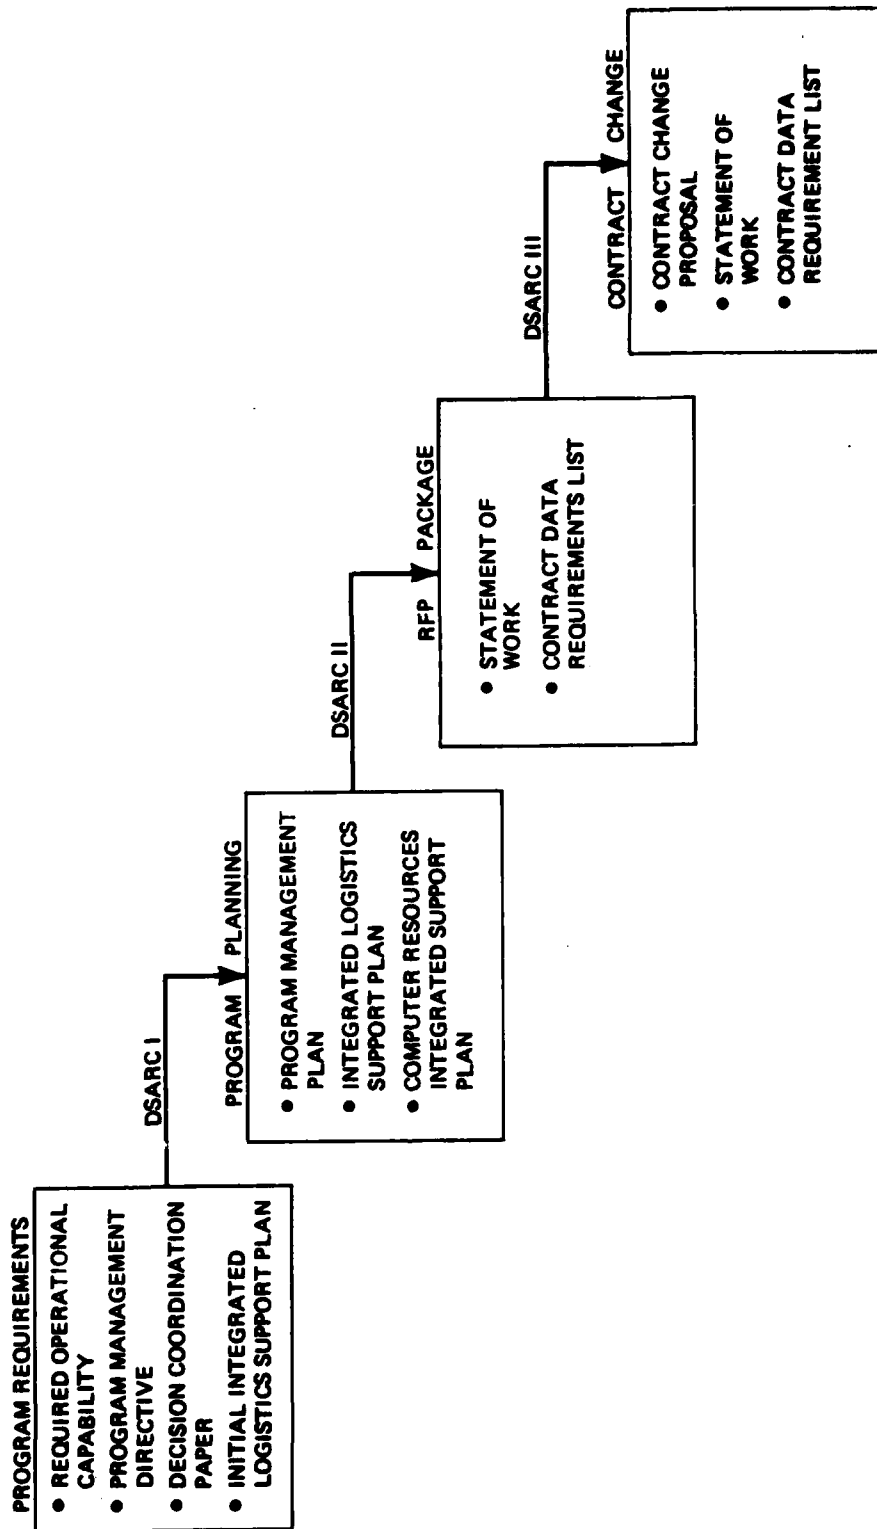 PROGRAM REQUIREMENTS
● REQUIRED OPERATIONAL
CAPABILITY
● PROGRAM MANAGEMENT
DIRECTIVE
● DECISION COORDINATION
PAPER
● INITIAL INTEGRATED
LOGISTICS SUPPORT PLAN
DSARC I
PROGRAM PLANNING
● PROGRAM MANAGEMENT
PLAN
● INTEGRATED LOGISTICS
SUPPORT PLAN
● COMPUTER RESOURCES
INTEGRATED SUPPORT
PLAN
DSARC II
RFP PACKAGE
● STATEMENT OF
WORK
● CONTRACT DATA
REQUIREMENTS LIST
DSARC III
CONTRACT CHANGE
● CONTRACT CHANGE
PROPOSAL
● STATEMENT OF
WORK
● CONTRACT DATA
REQUIREMENT LIST